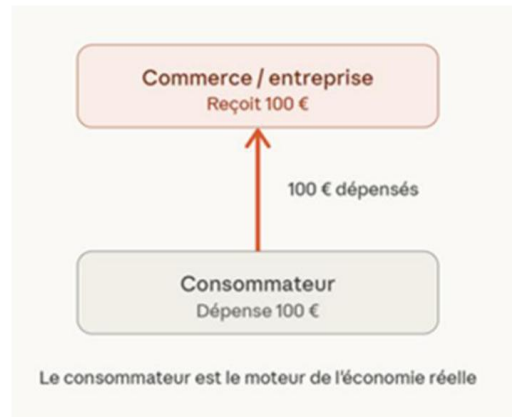 Commerce / entreprise
Reçoit 100 €
100 € dépensés
Consommateur
Dépense 100 €
Le consommateur est le moteur de l'économie réelle